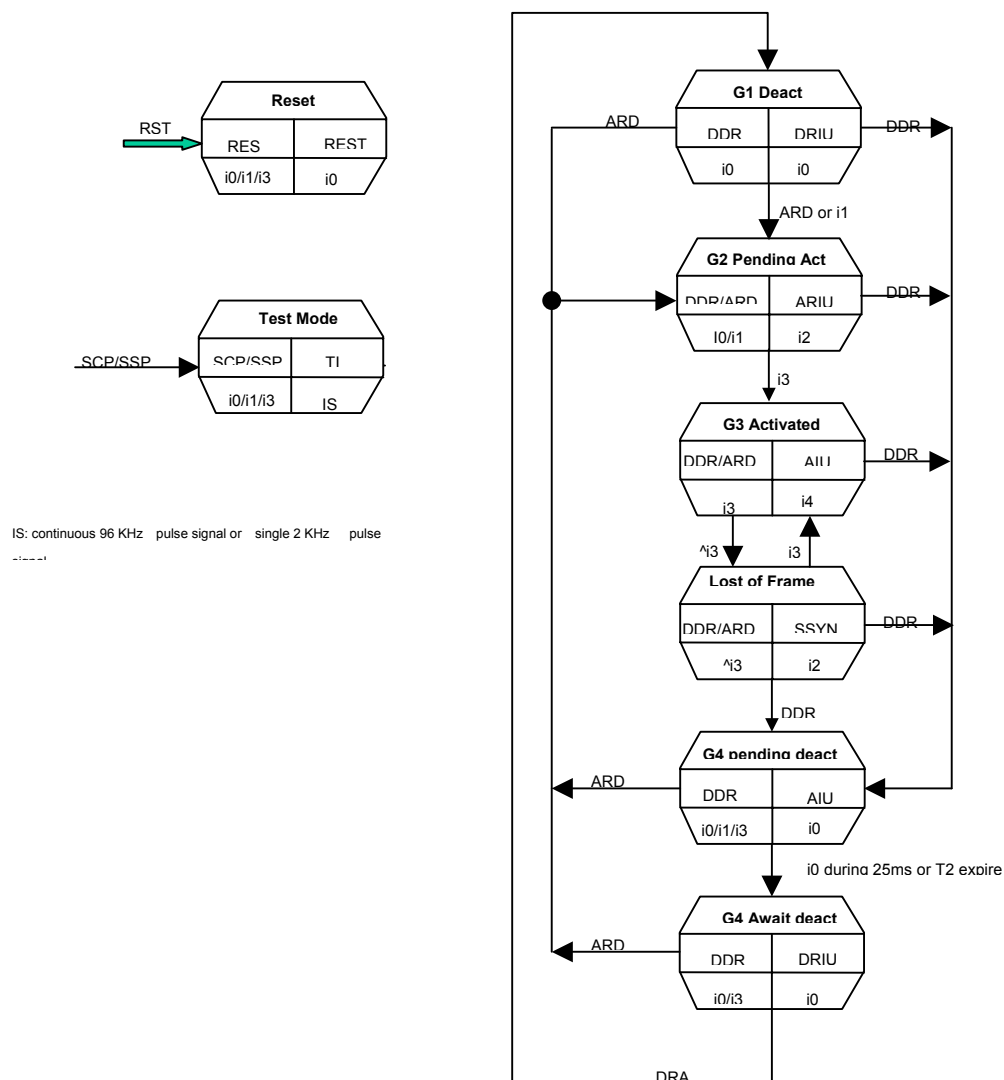 Reset
RST
RES
REST
i0/i1/i3
i0
Test Mode
SCP/SSP
SCP/SSP
TI
i0/i1/i3
IS
IS: continuous 96 KHz pulse signal or single 2 KHz pulse
signal
G1 Deact
ARD
DDR
DRIU
DDR
i0
i0
ARD or i1
G2 Pending Act
DDR/ARD
ARIU
DDR
I0/i1
i2
i3
G3 Activated
DDR/ARD
AIU
DDR
i3
i4
^i3
i3
Lost of Frame
DDR/ARD
SSYN
DDR
^i3
i2
DDR
G4 pending deact
ARD
DDR
AIU
i0/i1/i3
i0
i0 during 25ms or T2 expire
G4 Await deact
ARD
DDR
DRIU
i0/i3
i0
DRA